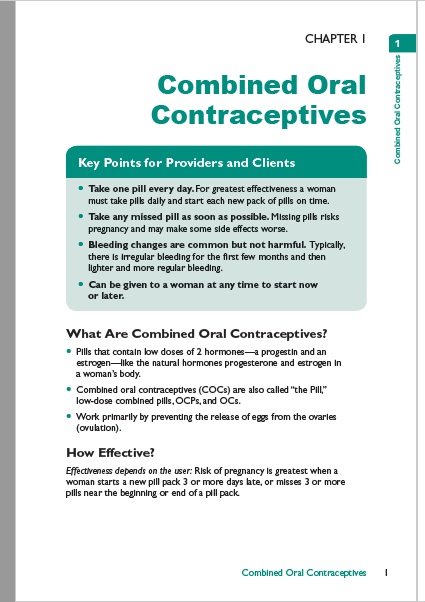 CHAPTER 1
1
Combined Oral Contraceptives
Combined Oral
Contraceptives
Key Points for Providers and Clients
• Take one pill every day. For greatest effectiveness a woman
must take pills daily and start each new pack of pills on time.
• Take any missed pill as soon as possible. Missing pills risks
pregnancy and may make some side effects worse.
• Bleeding changes are common but not harmful. Typically,
there is irregular bleeding for the first few months and then
lighter and more regular bleeding.
• Can be given to a woman at any time to start now
or later.
What Are Combined Oral Contraceptives?
• Pills that contain low doses of 2 hormones—a progestin and an
estrogen—like the natural hormones progesterone and estrogen in
a woman's body.
• Combined oral contraceptives (COCs) are also called “the Pill,”
low-dose combined pills, OCPs, and OCs.
• Work primarily by preventing the release of eggs from the ovaries
(ovulation).
How Effective?
Effectiveness depends on the user: Risk of pregnancy is greatest when a
woman starts a new pill pack 3 or more days late, or misses 3 or more
pills near the beginning or end of a pill pack.
Combined Oral Contraceptives 1